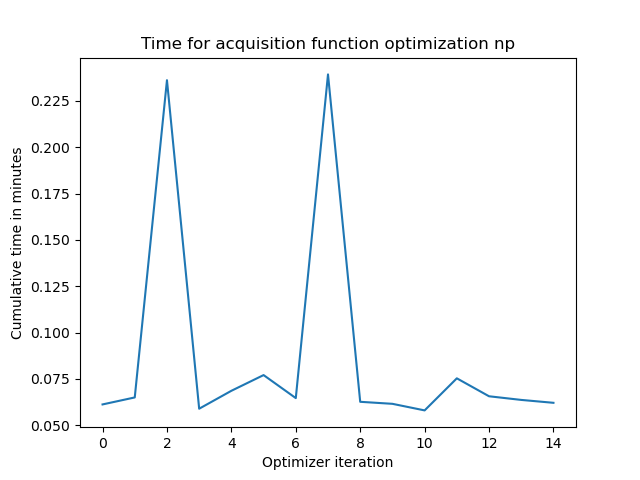 Time for acquisition function optimization np
Cumulative time in minutes
0.225
0.200
0.175
0.150
0.125
0.100
0.075
0.050
0 2 4 6 8 10 12 14
Optimizer iteration